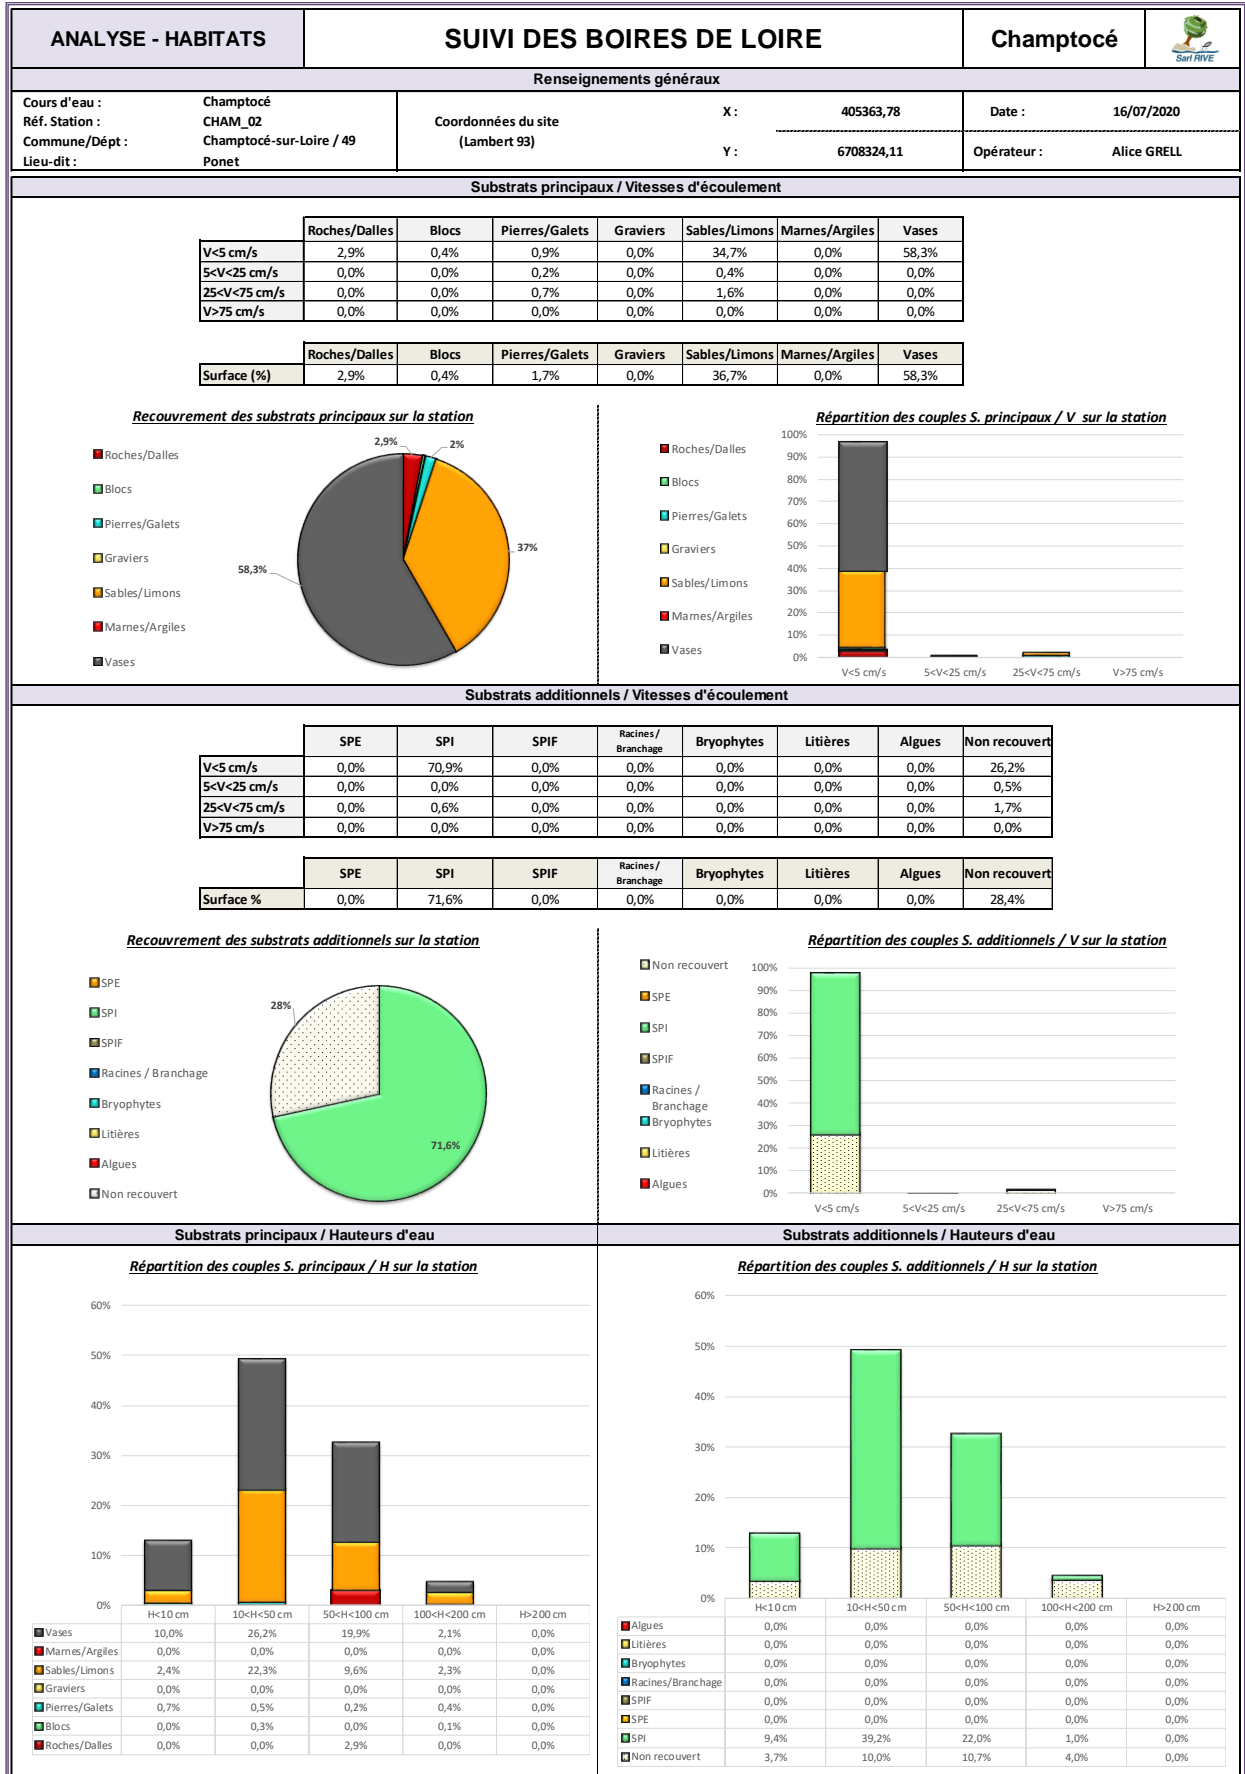 ANALYSE - HABITATS
SUIVI DES BOIRES DE LOIRE
Champtocé
Sarl RIVE
Renseignements généraux
Cours d'eau : Champtocé
Réf. Station : CHAM_02
Commune/Dépt : Champtocé-sur-Loire / 49
Lieu-dit : Ponet
Coordonnées du site
(Lambert 93)
X : 405363,78
Y : 6708324,11
Date : 16/07/2020
Opérateur : Alice GRELL
Substrats principaux / Vitesses d'écoulement
Roches/Dalles Blocs Pierres/Galets Graviers Sables/Limons Marnes/Argiles Vases
V<5 cm/s 2,9% 0,4% 0,9% 0,0% 34,7% 0,0% 58,3%
5<V<25 cm/s 0,0% 0,0% 0,2% 0,0% 0,4% 0,0% 0,0%
25<V<75 cm/s 0,0% 0,0% 0,7% 0,0% 1,6% 0,0% 0,0%
V>75 cm/s 0,0% 0,0% 0,0% 0,0% 0,0% 0,0% 0,0%
Roches/Dalles Blocs Pierres/Galets Graviers Sables/Limons Marnes/Argiles Vases
Surface (%) 2,9% 0,4% 1,7% 0,0% 36,7% 0,0% 58,3%
Recouvrement des substrats principaux sur la station
Roches/Dalles
Blocs
Pierres/Galets
Graviers
Sables/Limons
Marnes/Argiles
Vases
2,9%
2%
37%
58,3%
Répartition des couples S. principaux / V sur la station
Roches/Dalles
Blocs
Pierres/Galets
Graviers
Sables/Limons
Marnes/Argiles
Vases
100%
90%
80%
70%
60%
50%
40%
30%
20%
10%
0%
V<5 cm/s 5<V<25 cm/s 25<V<75 cm/s V>75 cm/s
Substrats additionnels / Vitesses d'écoulement
SPE SPI SPIF Racines / Branchage Bryophytes Litières Algues Non recouvert
V<5 cm/s 0,0% 70,9% 0,0% 0,0% 0,0% 0,0% 0,0% 26,2%
5<V<25 cm/s 0,0% 0,0% 0,0% 0,0% 0,0% 0,0% 0,0% 0,5%
25<V<75 cm/s 0,0% 0,6% 0,0% 0,0% 0,0% 0,0% 0,0% 1,7%
V>75 cm/s 0,0% 0,0% 0,0% 0,0% 0,0% 0,0% 0,0% 0,0%
SPE SPI SPIF Racines / Branchage Bryophytes Litières Algues Non recouvert
Surface % 0,0% 71,6% 0,0% 0,0% 0,0% 0,0% 0,0% 28,4%
Recouvrement des substrats additionnels sur la station
SPE
SPI
SPIF
Racines / Branchage
Bryophytes
Litières
Algues
Non recouvert
28%
71,6%
Répartition des couples S. additionnels / V sur la station
Non recouvert
SPE
SPI
SPIF
Racines /
Branchage
Bryophytes
Litières
Algues
100%
90%
80%
70%
60%
50%
40%
30%
20%
10%
0%
V<5 cm/s 5<V<25 cm/s 25<V<75 cm/s V>75 cm/s
Substrats principaux / Hauteurs d'eau
Répartition des couples S. principaux / H sur la station
60%
50%
40%
30%
20%
10%
0%
H<10 cm 10<H<50 cm 50<H<100 cm 100<H<200 cm H>200 cm
Vases 10,0% 26,2% 19,9% 2,1% 0,0%
Marnes/Argiles 0,0% 0,0% 0,0% 0,0% 0,0%
Sables/Limons 2,4% 22,3% 9,6% 2,3% 0,0%
Graviers 0,0% 0,0% 0,0% 0,0% 0,0%
Pierres/Galets 0,7% 0,5% 0,2% 0,4% 0,0%
Blocs 0,0% 0,3% 0,0% 0,1% 0,0%
Roches/Dalles 0,0% 0,0% 2,9% 0,0% 0,0%
Substrats additionnels / Hauteurs d'eau
Répartition des couples S. additionnels / H sur la station
60%
50%
40%
30%
20%
10%
0%
H<10 cm 10<H<50 cm 50<H<100 cm 100<H<200 cm H>200 cm
Algues 0,0% 0,0% 0,0% 0,0% 0,0%
Litières 0,0% 0,0% 0,0% 0,0% 0,0%
Bryophytes 0,0% 0,0% 0,0% 0,0% 0,0%
Racines/Branchage 0,0% 0,0% 0,0% 0,0% 0,0%
SPIF 0,0% 0,0% 0,0% 0,0% 0,0%
SPE 0,0% 0,0% 0,0% 0,0% 0,0%
SPI 9,4% 39,2% 22,0% 1,0% 0,0%
Non recouvert 3,7% 10,0% 10,7% 4,0% 0,0%